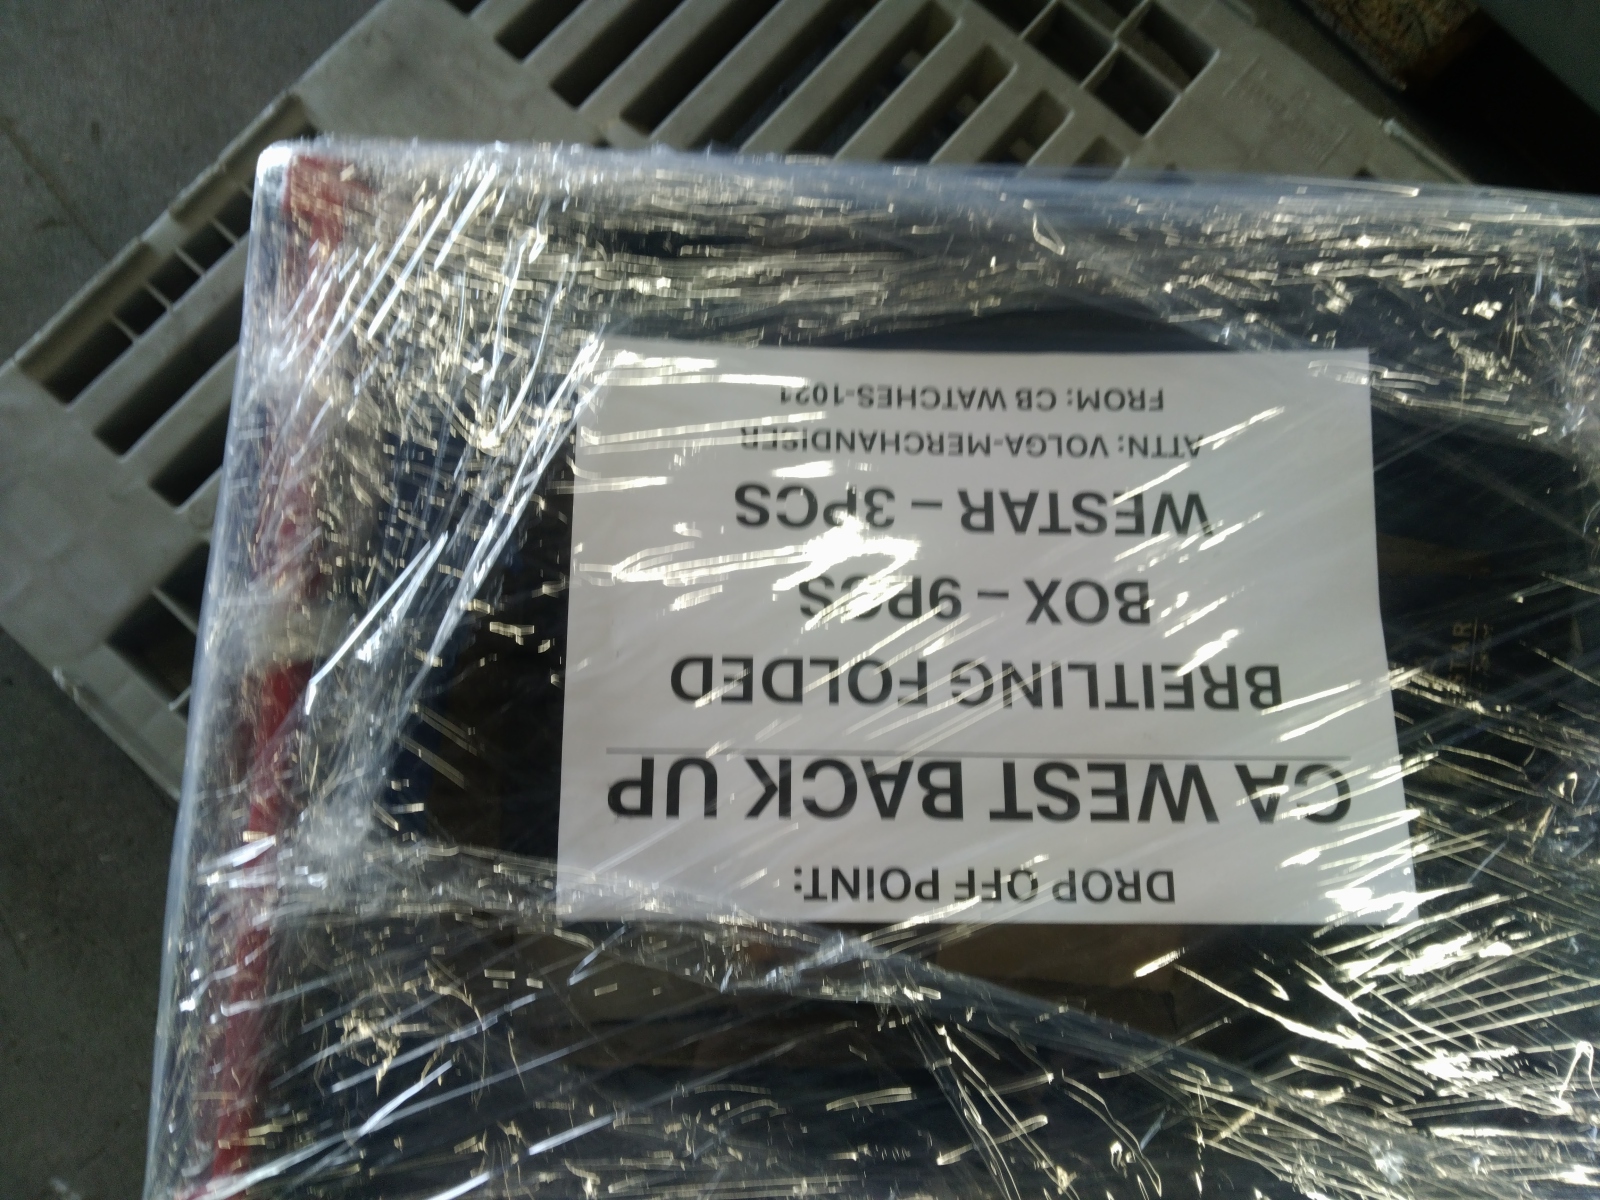 DROP OFF POINT:
CA WEST BACK UP
BREITLING FOLDED
BOX – 9PCS
WESTAR – 3PCS
ATTN: VOLGA-MERCHANDISER
FROM: CB WATCHES-1021